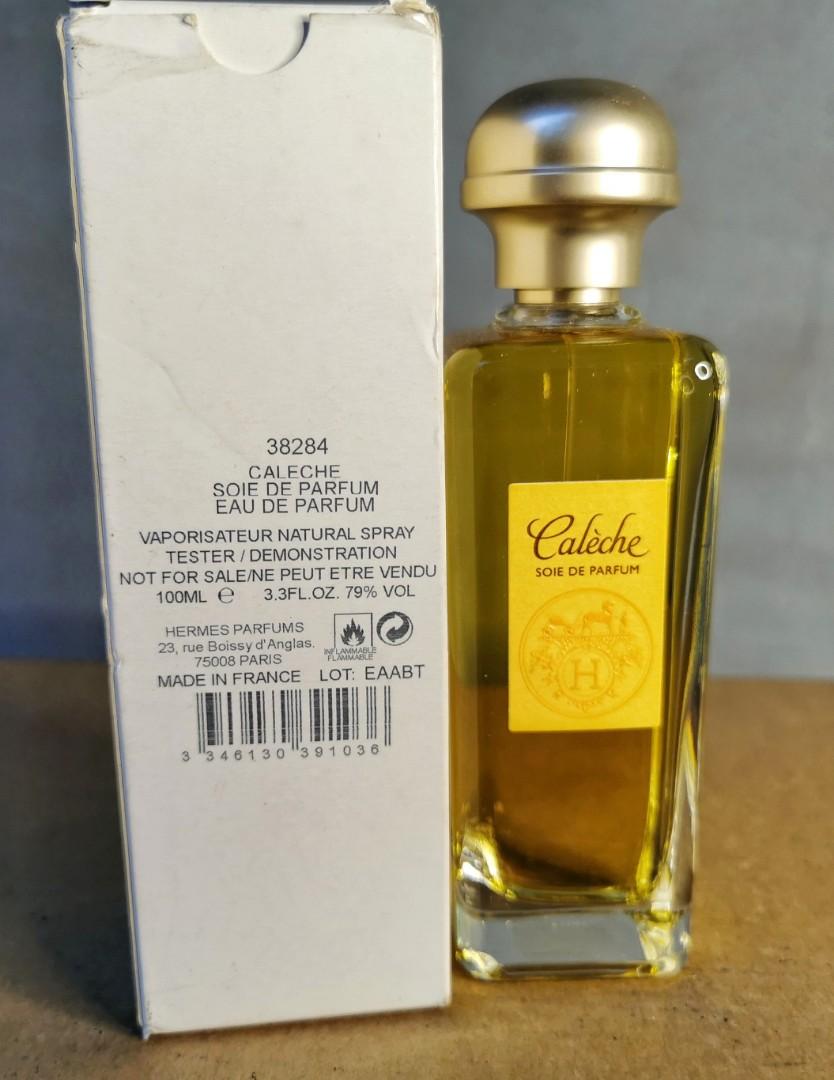 38284
CALECHE
SOIE DE PARFUM
EAU DE PARFUM
VAPORISATEUR NATURAL SPRAY
TESTER / DEMONSTRATION
NOT FOR SALE/NE PEUT ETRE VENDU
100ML ℮ 3.3FL.OZ. 79% VOL
HERMES PARFUMS
23, rue Boissy d'Anglas.
75008 PARIS
INFLAMMABLE
FLAMMABLE
MADE IN FRANCE LOT: EAABT
3 346130 391036
Calèche
SOIE DE PARFUM
H